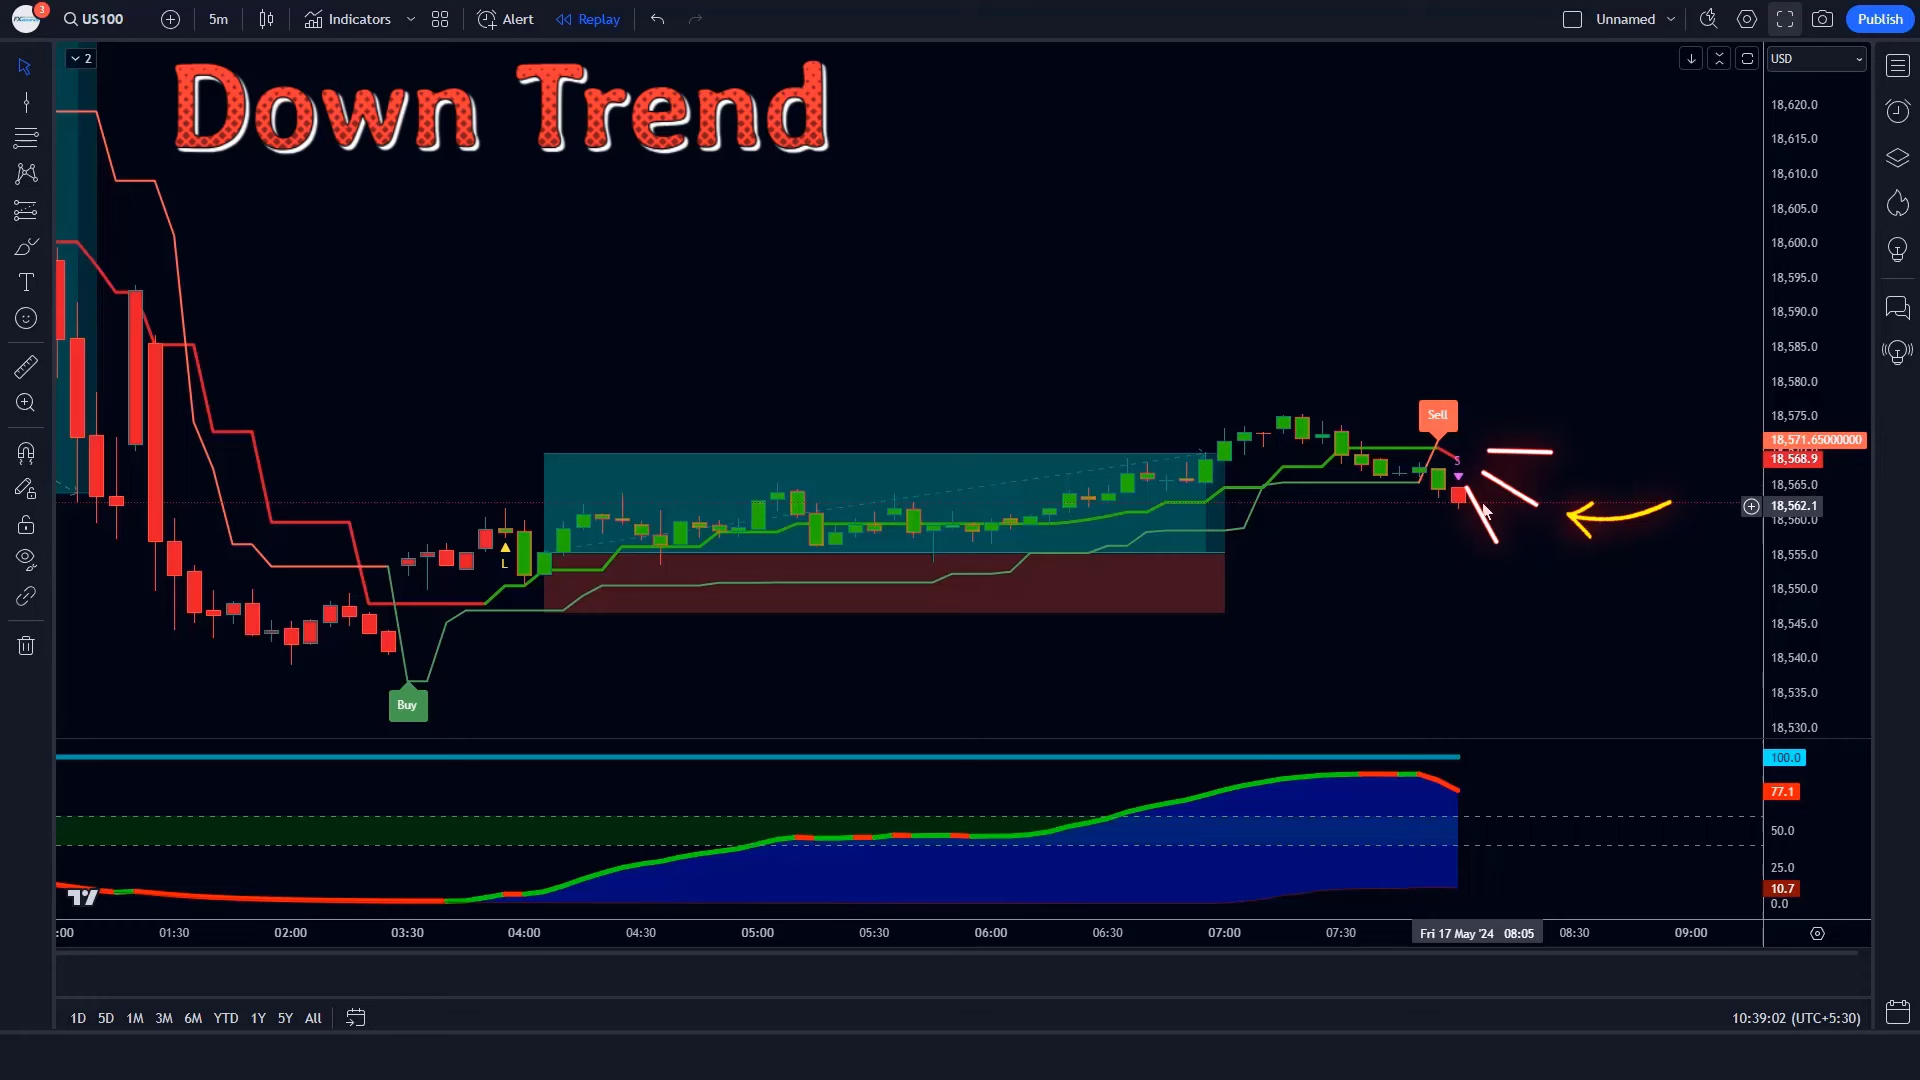 3
US100
5m
Indicators
Alert
Replay
Unnamed
Publish
2
Down Trend
USD
18,620.0
18,615.0
18,610.0
18,605.0
18,600.0
18,595.0
18,590.0
18,585.0
18,580.0
18,575.0
Sell
18,571.65000000
S
18,568.9
18,565.0
18,562.1
18,560.0
18,555.0
L
18,550.0
18,545.0
18,540.0
18,535.0
Buy
18,530.0
100.0
77.1
50.0
25.0
10.7
0.0
:00 01:30 02:00 03:30 04:00 04:30 05:00 05:30 06:00 06:30 07:00 07:30 Fri 17 May '24 08:05 08:30 09:00
1D 5D 1M 3M 6M YTD 1Y 5Y All
10:39:02 (UTC+5:30)